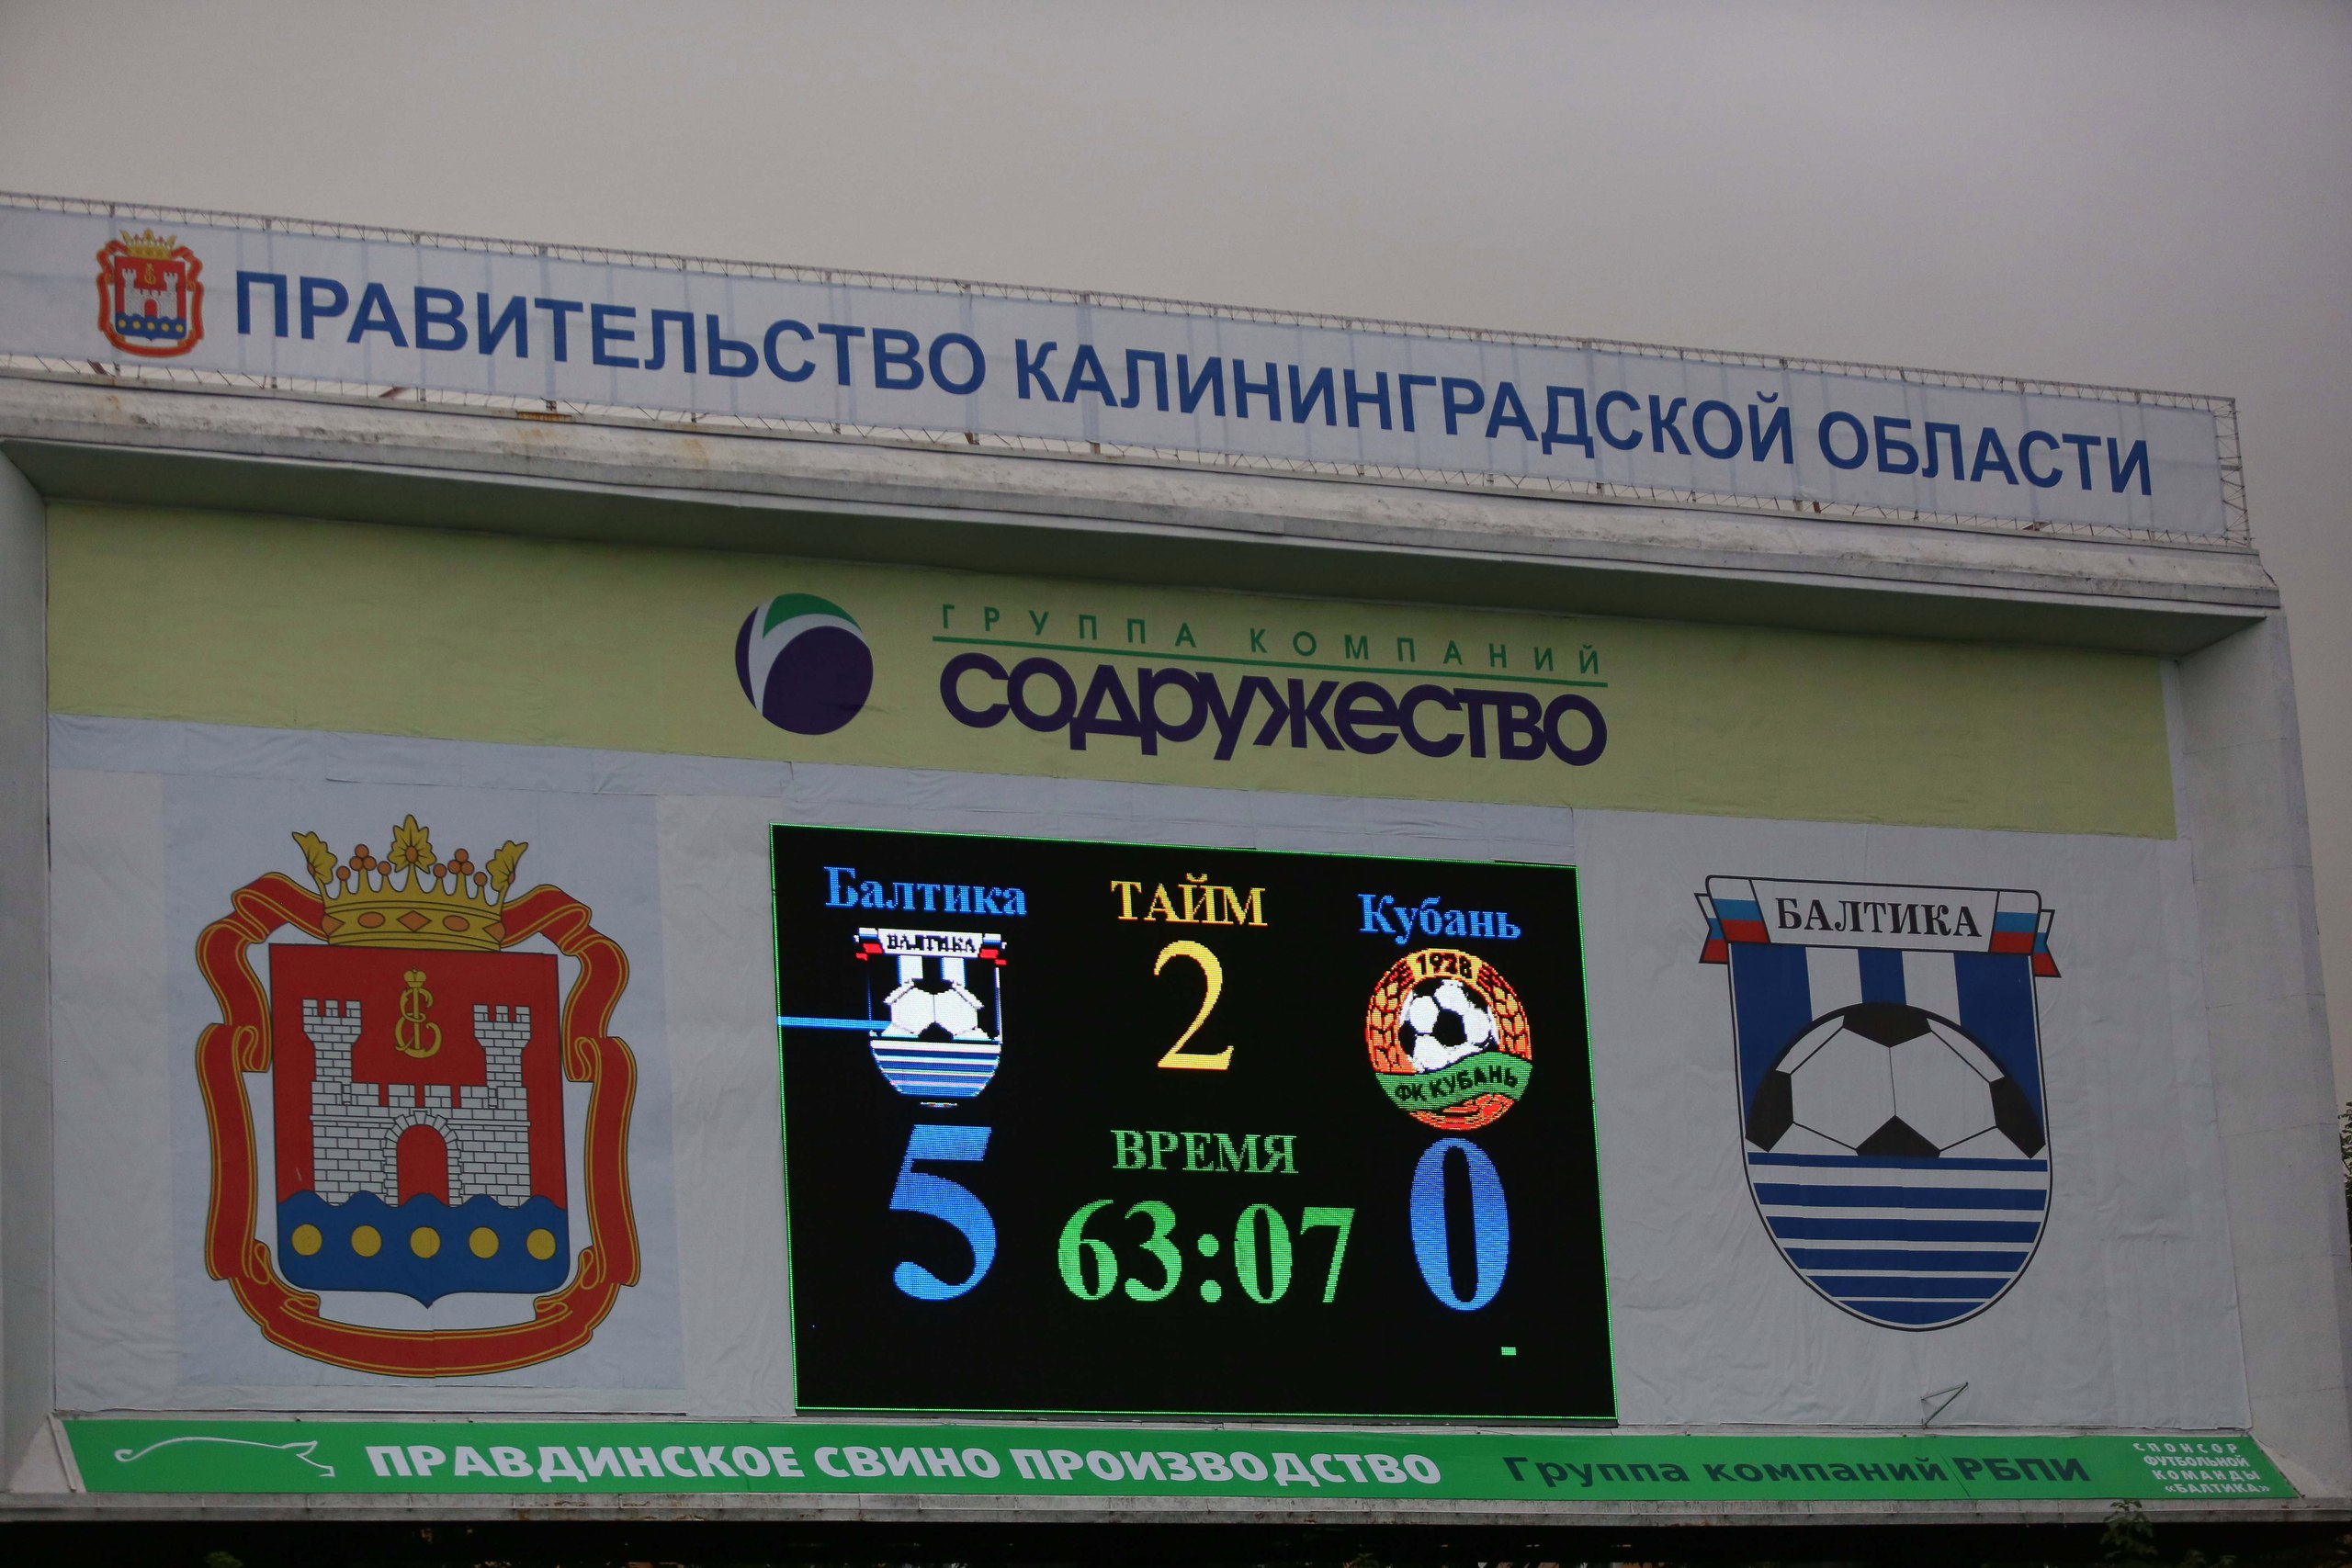 ПРАВИТЕЛЬСТВО КАЛИНИНГРАДСКОЙ ОБЛАСТИ
ГРУППА КОМПАНИЙ
СОДРУЖЕСТВО
Балтика ТАЙМ Кубань
БАЛТИКА 2 1928
ФК КУБАНЬ
ВРЕМЯ
5 63:07 0
БАЛТИКА
ПРАВДИНСКОЕ СВИНО ПРОИЗВОДСТВО Группа компаний РБПИ
СПОНСОР
ФУТБОЛЬНОЙ
КОМАНДЫ
«БАЛТИКА»